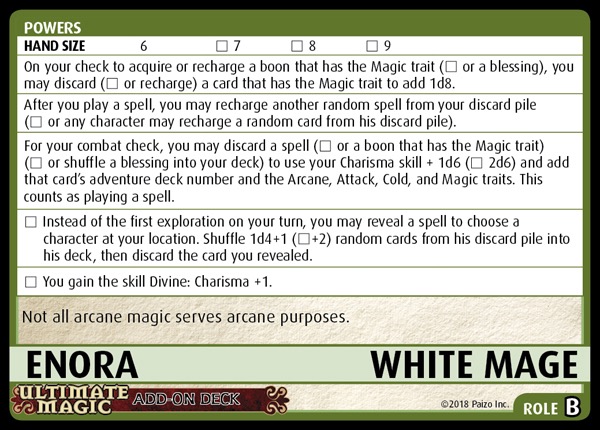 POWERS
HAND SIZE 6 ☐ 7 ☐ 8 ☐ 9
On your check to acquire or recharge a boon that has the Magic trait (☐ or a blessing), you
may discard (☐ or recharge) a card that has the Magic trait to add 1d8.
After you play a spell, you may recharge another random spell from your discard pile
(☐ or any character may recharge a random card from his discard pile).
For your combat check, you may discard a spell (☐ or a boon that has the Magic trait)
(☐ or shuffle a blessing into your deck) to use your Charisma skill + 1d6 (☐ 2d6) and add
that card's adventure deck number and the Arcane, Attack, Cold, and Magic traits. This
counts as playing a spell.
☐ Instead of the first exploration on your turn, you may reveal a spell to choose a
character at your location. Shuffle 1d4+1 (☐+2) random cards from his discard pile into
his deck, then discard the card you revealed.
☐ You gain the skill Divine: Charisma +1.
Not all arcane magic serves arcane purposes.
ENORA WHITE MAGE
ULTIMATE MAGIC ADD-ON DECK
©2018 Paizo Inc. ROLE B